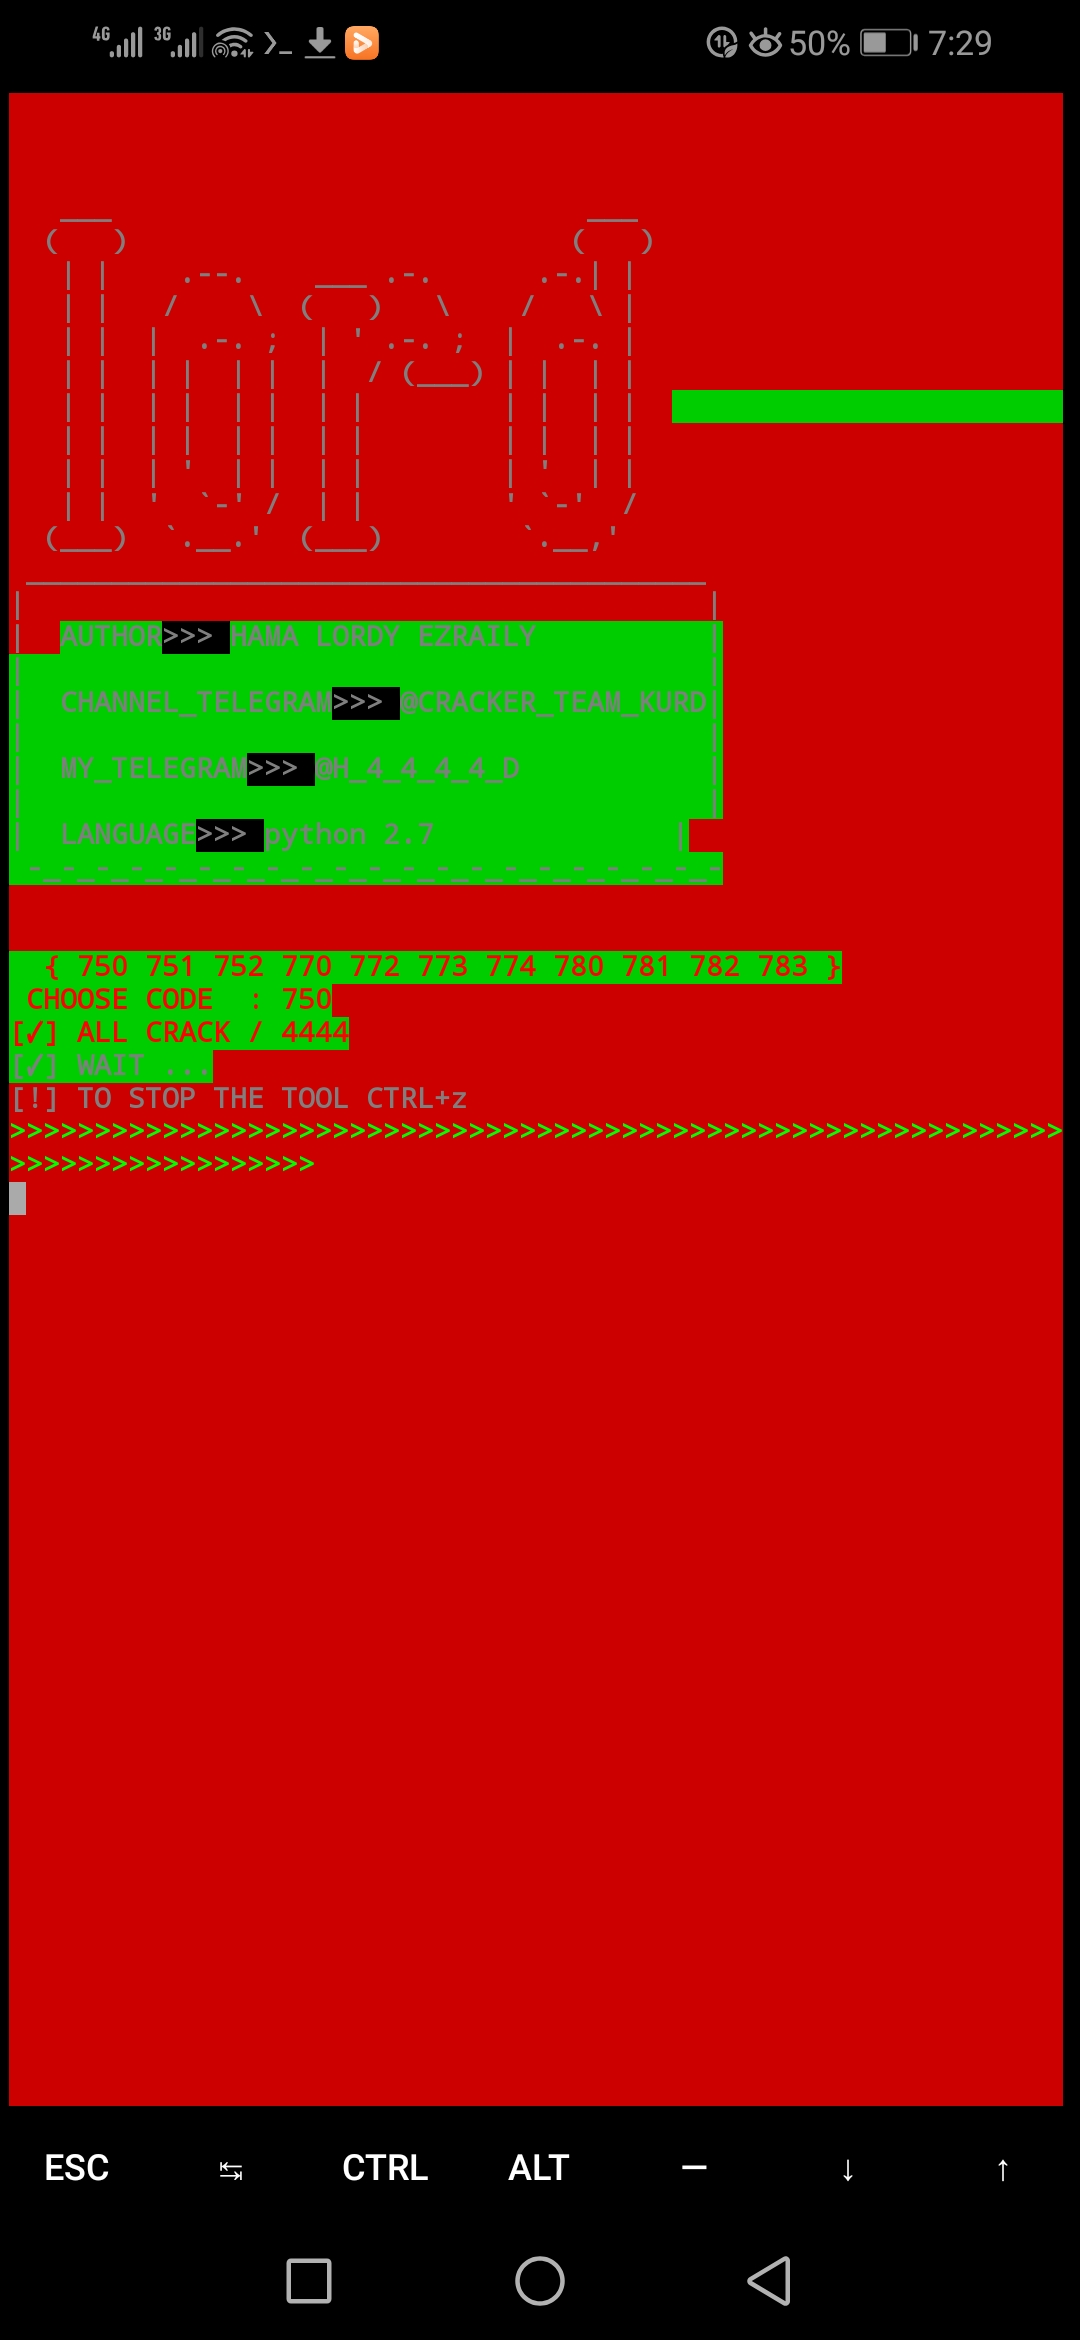 4G 3G 50% 7:29
lord
AUTHOR>>> HAMA LORDY EZRAILY
CHANNEL_TELEGRAM>>> @CRACKER_TEAM_KURD
MY_TELEGRAM>>> @H_4_4_4_4_D
LANGUAGE>>> python 2.7
{ 750 751 752 770 772 773 774 780 781 782 783 }
CHOOSE CODE  : 750
[✓] ALL CRACK / 4444
[✓] WAIT ...
[!] TO STOP THE TOOL CTRL+z
>>>>>>>>>>>>>>>>>>>>>>>>>>>>>>>>>>>>>>>>>>>>>>>>>>>>>>>>>>>>>>
>>>>>>>>>>>>>>>>>>
ESC ↹ CTRL ALT — ↓ ↑